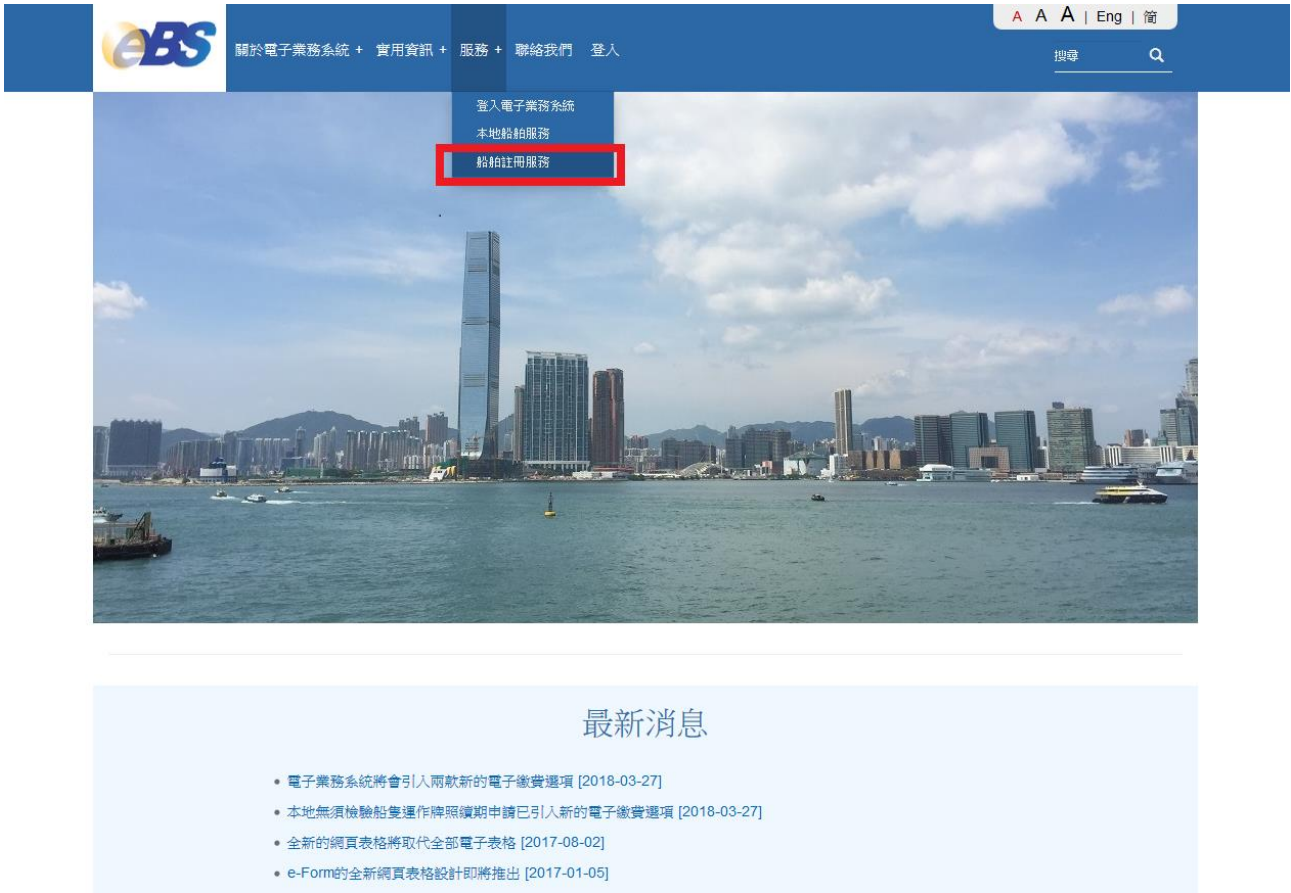 A A A | Eng | 简
eBS
關於電子業務系統 + 實用資訊 + 服務 + 聯絡我們 登入
搜尋
登入電子業務系統
本地船舶服務
船舶註冊服務
最新消息
• 電子業務系統將會引入兩款新的電子繳費選項 [2018-03-27]
• 本地無須檢驗船隻運作牌照續期申請已引入新的電子繳費選項 [2018-03-27]
• 全新的網頁表格將取代全部電子表格 [2017-08-02]
• e-Form的全新網頁表格設計即將推出 [2017-01-05]